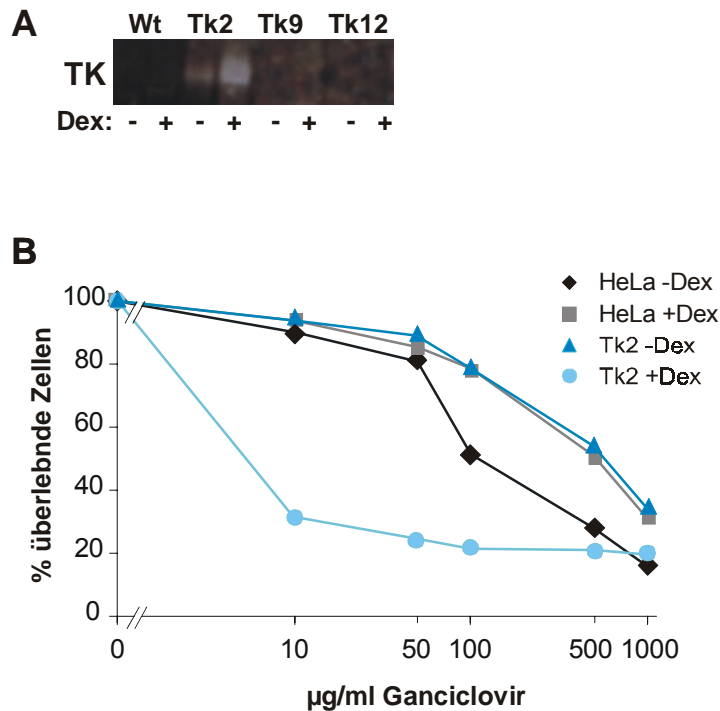 A
Wt Tk2 Tk9 Tk12
TK
Dex: - + - + - + - +
B
HeLa -Dex
HeLa +Dex
Tk2 -Dex
Tk2 +Dex
100
80
60
40
20
0
% überlebnde Zellen
0 10 50 100 500 1000
µg/ml Ganciclovir